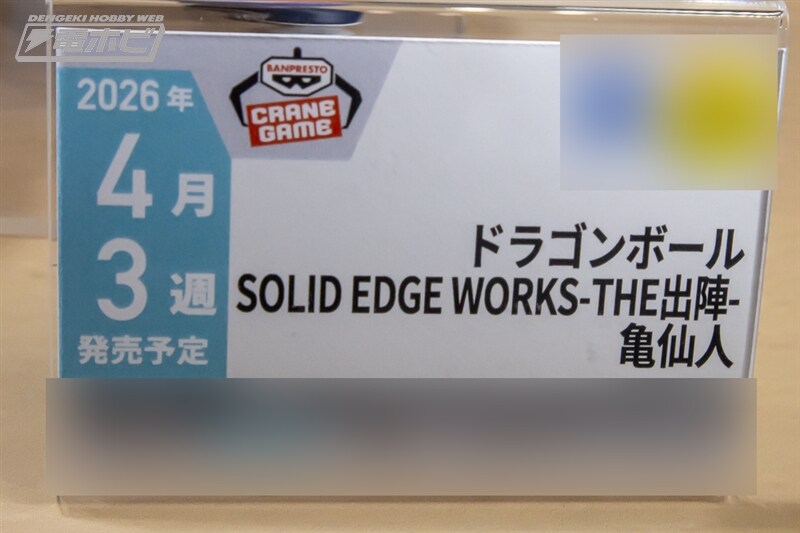 DENGEKI HOBBY WEB
電ホビ
2026年
4月
3週
発売予定
BANPRESTO
CRANE
GAME
ドラゴンボール
SOLID EDGE WORKS-THE出陣-
亀仙人